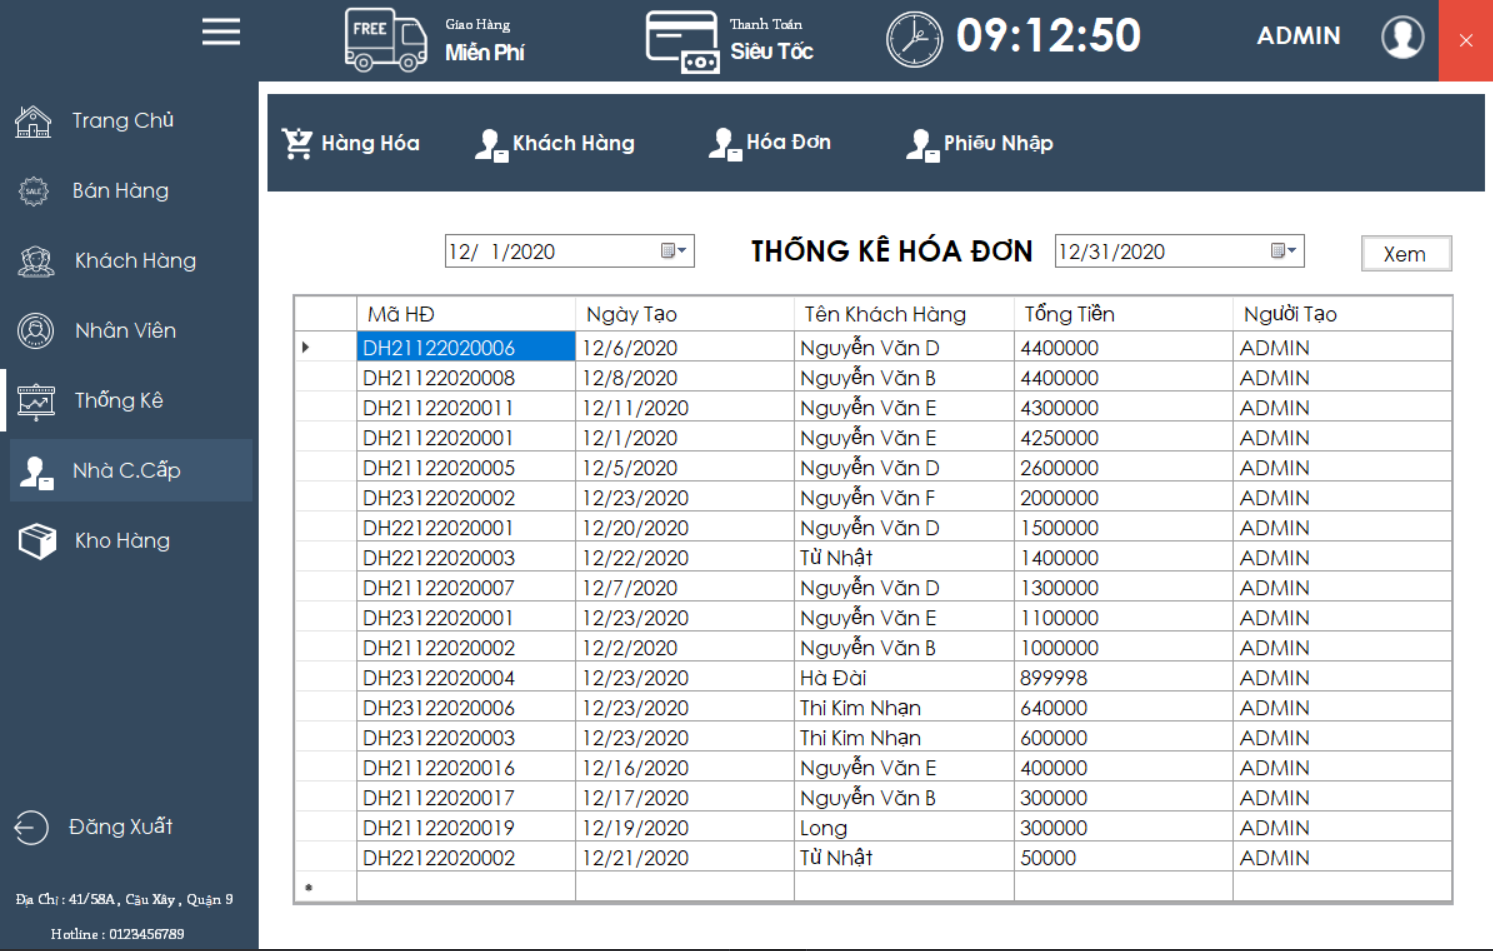 FREE
Giao Hàng
Miễn Phí
Thanh Toán
Siêu Tốc
09:12:50
ADMIN
Trang Chủ
SALE
Bán Hàng
Khách Hàng
Nhân Viên
Thống Kê
Nhà C.Cấp
Kho Hàng
Đăng Xuất
Địa Chỉ : 41/58A , Cầu Xây , Quận 9
Hotline : 0123456789
Hàng Hóa
Khách Hàng
Hóa Đơn
Phiếu Nhập
12/ 1/2020
THỐNG KÊ HÓA ĐƠN
12/31/2020
Xem
Mã HĐ Ngày Tạo Tên Khách Hàng Tổng Tiền Người Tạo
DH21122020006 12/6/2020 Nguyễn Văn D 4400000 ADMIN
DH21122020008 12/8/2020 Nguyễn Văn B 4400000 ADMIN
DH21122020011 12/11/2020 Nguyễn Văn E 4300000 ADMIN
DH21122020001 12/1/2020 Nguyễn Văn E 4250000 ADMIN
DH21122020005 12/5/2020 Nguyễn Văn D 2600000 ADMIN
DH23122020002 12/23/2020 Nguyễn Văn F 2000000 ADMIN
DH22122020001 12/20/2020 Nguyễn Văn D 1500000 ADMIN
DH22122020003 12/22/2020 Từ Nhật 1400000 ADMIN
DH21122020007 12/7/2020 Nguyễn Văn D 1300000 ADMIN
DH23122020001 12/23/2020 Nguyễn Văn E 1100000 ADMIN
DH21122020002 12/2/2020 Nguyễn Văn B 1000000 ADMIN
DH23122020004 12/23/2020 Hà Đài 899998 ADMIN
DH23122020006 12/23/2020 Thi Kim Nhạn 640000 ADMIN
DH23122020003 12/23/2020 Thi Kim Nhạn 600000 ADMIN
DH21122020016 12/16/2020 Nguyễn Văn E 400000 ADMIN
DH21122020017 12/17/2020 Nguyễn Văn B 300000 ADMIN
DH21122020019 12/19/2020 Long 300000 ADMIN
DH22122020002 12/21/2020 Từ Nhật 50000 ADMIN